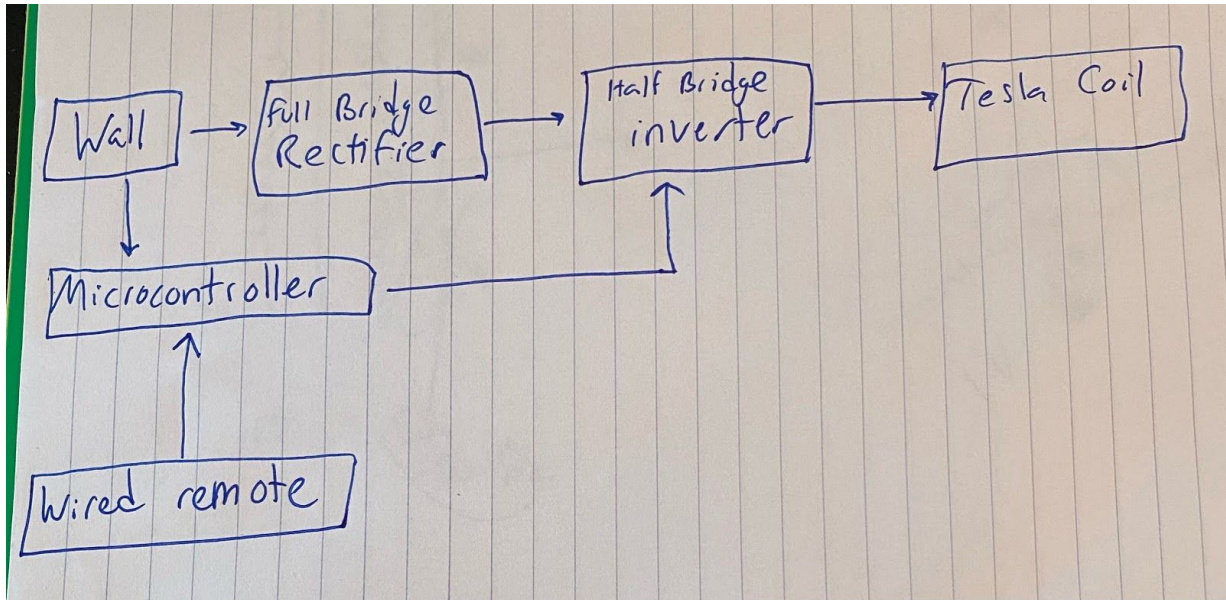 Wall
Full Bridge
Rectifier
Half Bridge
inverter
Tesla Coil
Microcontroller
Wired remote